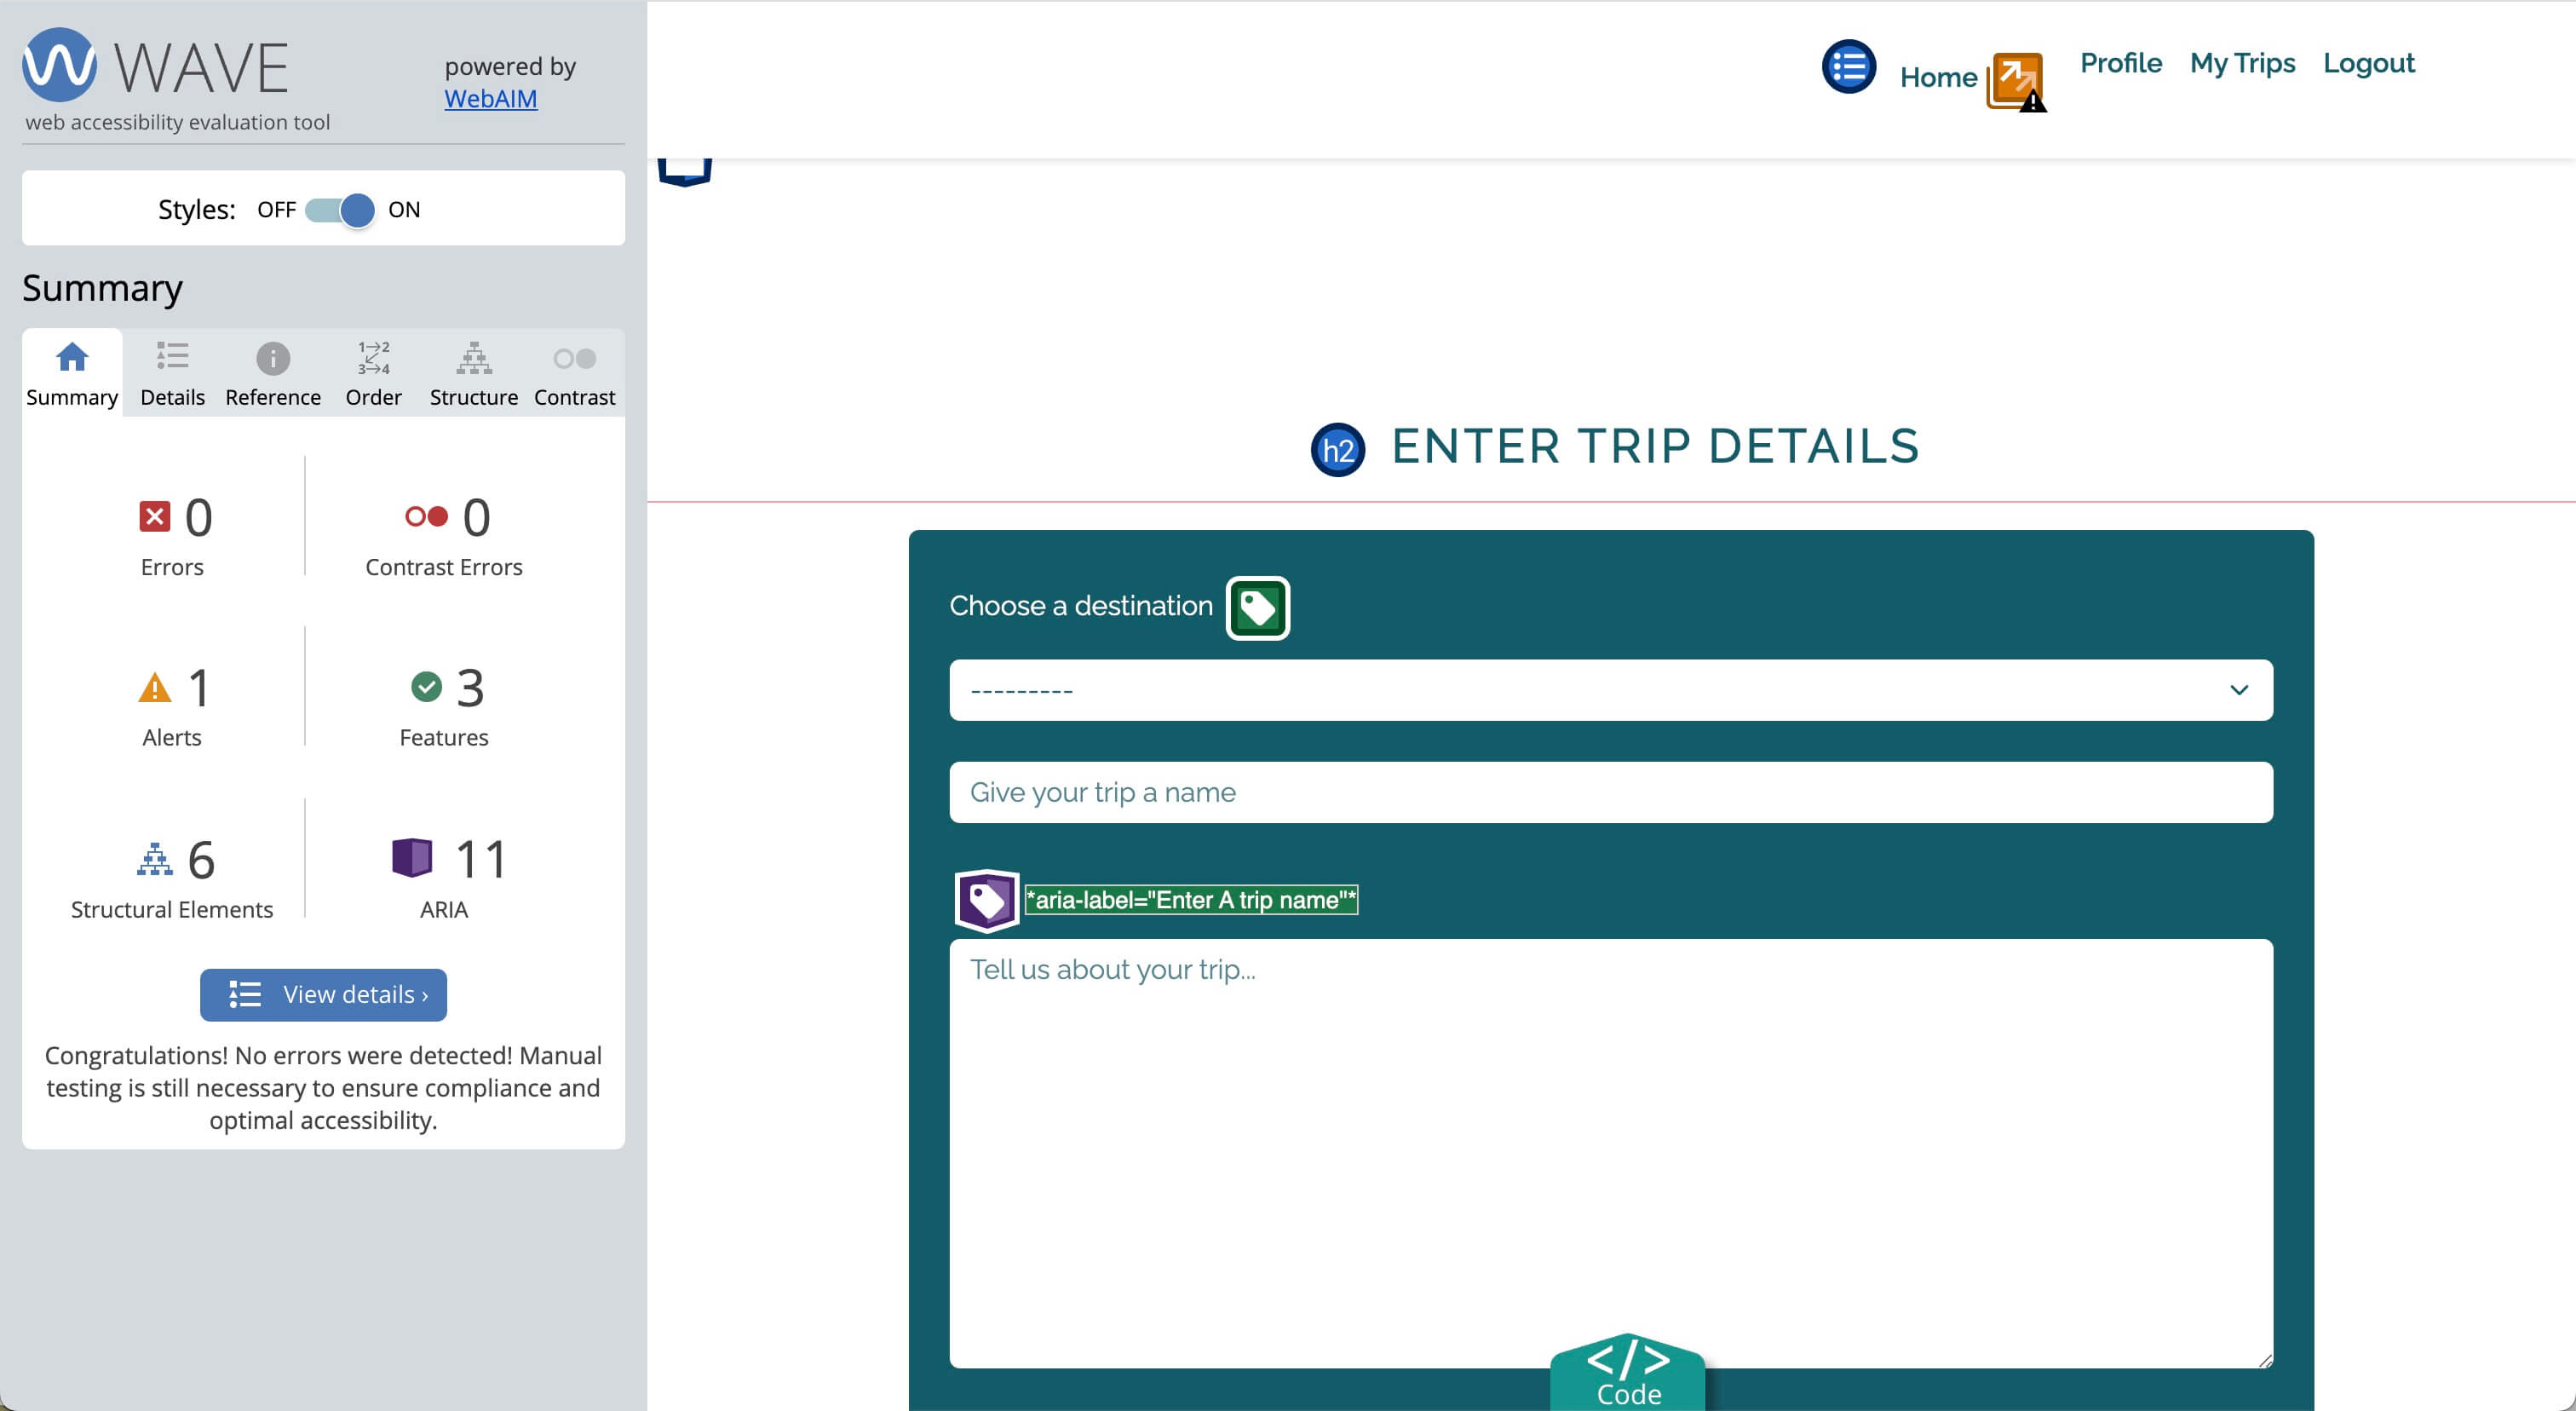 WAVE
powered by
WebAIM
web accessibility evaluation tool
Styles: OFF ON
Summary
Summary
Details
Reference
1→2
3→4
Order
Structure
Contrast
0
Errors
0
Contrast Errors
1
Alerts
3
Features
6
Structural Elements
11
ARIA
View details ›
Congratulations! No errors were detected! Manual
testing is still necessary to ensure compliance and
optimal accessibility.
Home
Profile
My Trips
Logout
h2
ENTER TRIP DETAILS
Choose a destination
---------
Give your trip a name
*aria-label="Enter A trip name"*
Tell us about your trip...
</>
Code